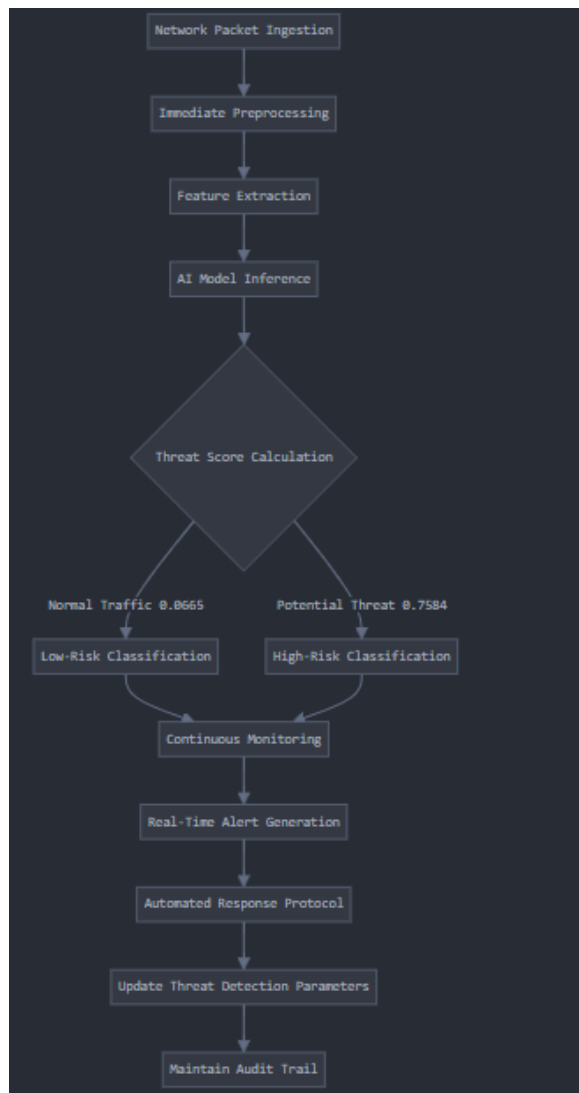 Network Packet Ingestion
Immediate Preprocessing
Feature Extraction
AI Model Inference
Threat Score Calculation
Normal Traffic 0.0665
Potential Threat 0.7584
Low-Risk Classification
High-Risk Classification
Continuous Monitoring
Real-Time Alert Generation
Automated Response Protocol
Update Threat Detection Parameters
Maintain Audit Trail